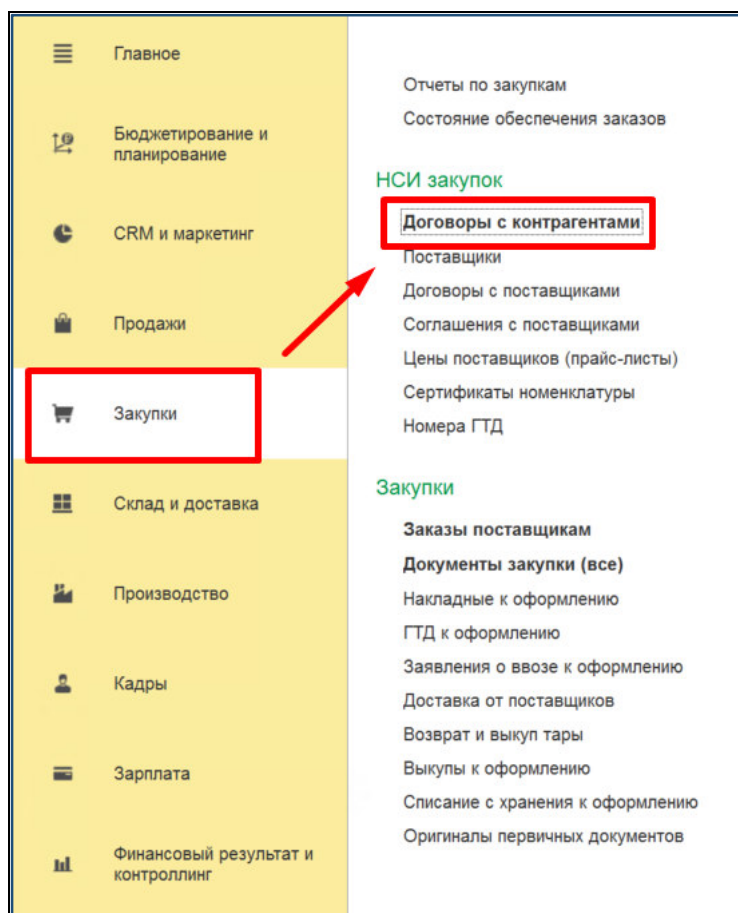 Главное
Бюджетирование и
планирование
CRM и маркетинг
Продажи
Закупки
Склад и доставка
Производство
Кадры
Зарплата
Финансовый результат и
контроллинг
Отчеты по закупкам
Состояние обеспечения заказов
НСИ закупок
Договоры с контрагентами
Поставщики
Договоры с поставщиками
Соглашения с поставщиками
Цены поставщиков (прайс-листы)
Сертификаты номенклатуры
Номера ГТД
Закупки
Заказы поставщикам
Документы закупки (все)
Накладные к оформлению
ГТД к оформлению
Заявления о ввозе к оформлению
Доставка от поставщиков
Возврат и выкуп тары
Выкупы к оформлению
Списание с хранения к оформлению
Оригиналы первичных документов